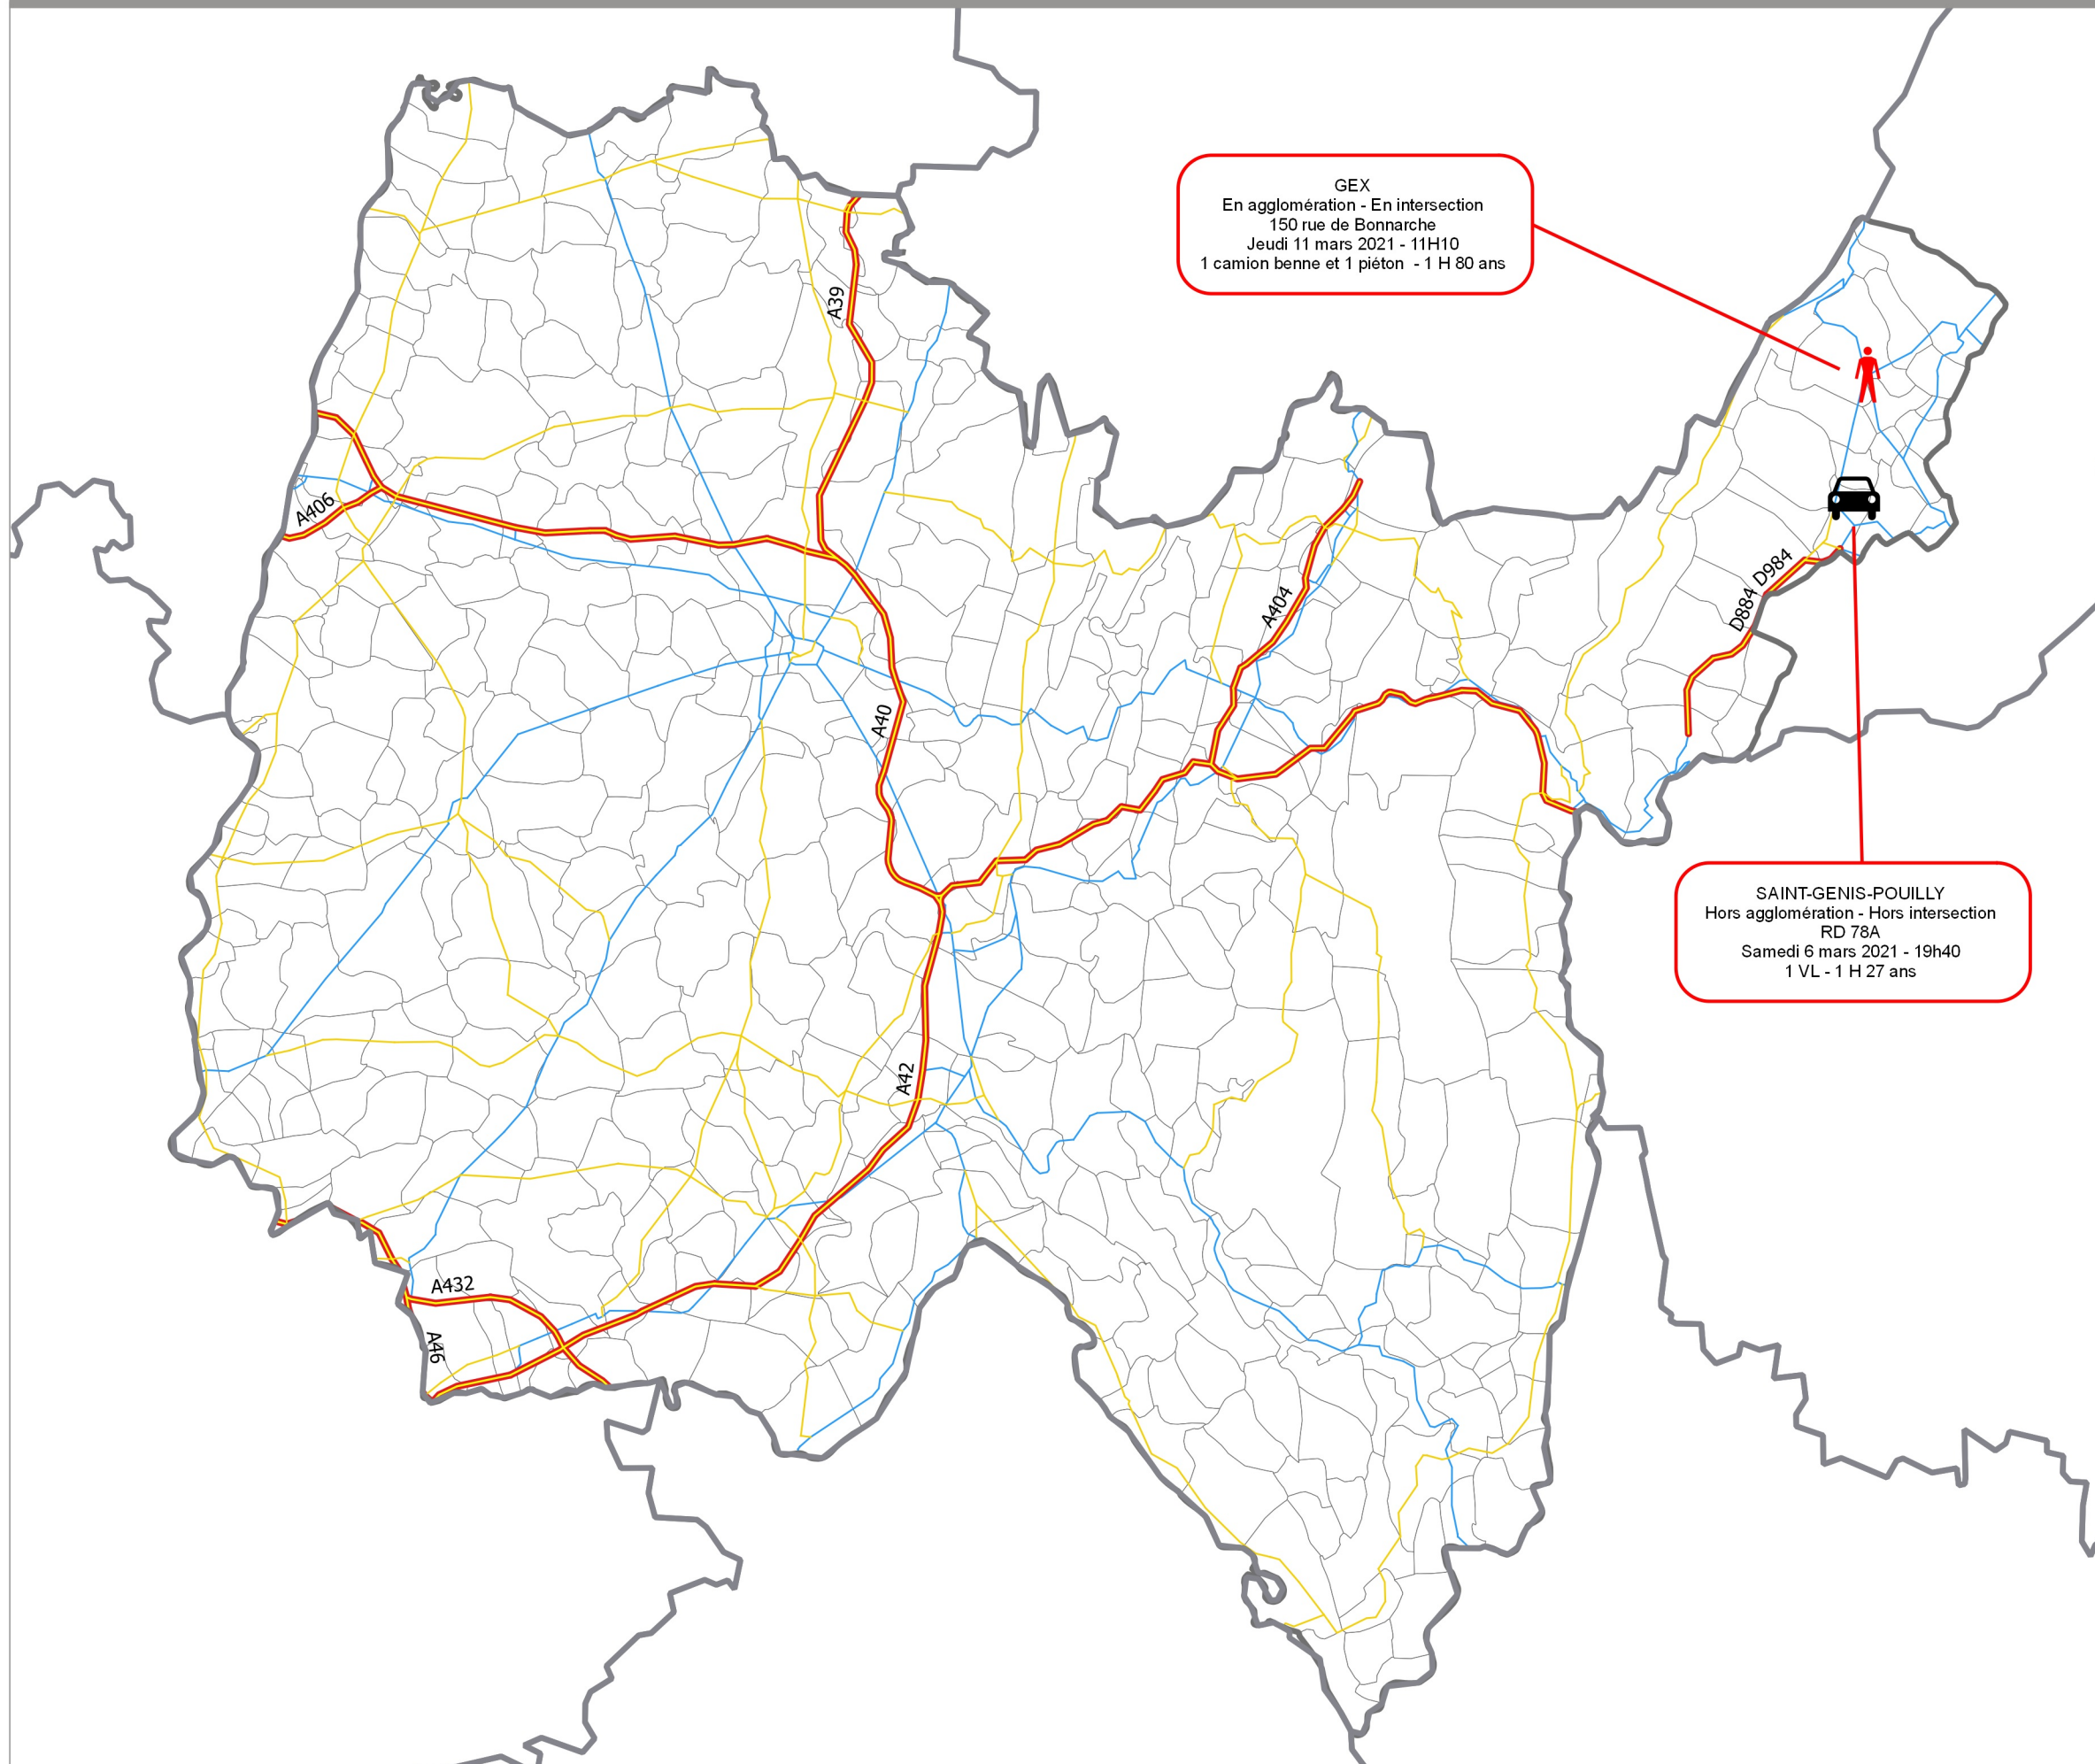 GEX
En agglomération - En intersection
150 rue de Bonnarche
Jeudi 11 mars 2021 - 11H10
1 camion benne et 1 piéton  - 1 H 80 ans
A39
A406
D984
D884
A404
A40
SAINT-GENIS-POUILLY
Hors agglomération - Hors intersection
RD 78A
Samedi 6 mars 2021 - 19h40
1 VL - 1 H 27 ans
A42
A432
A46